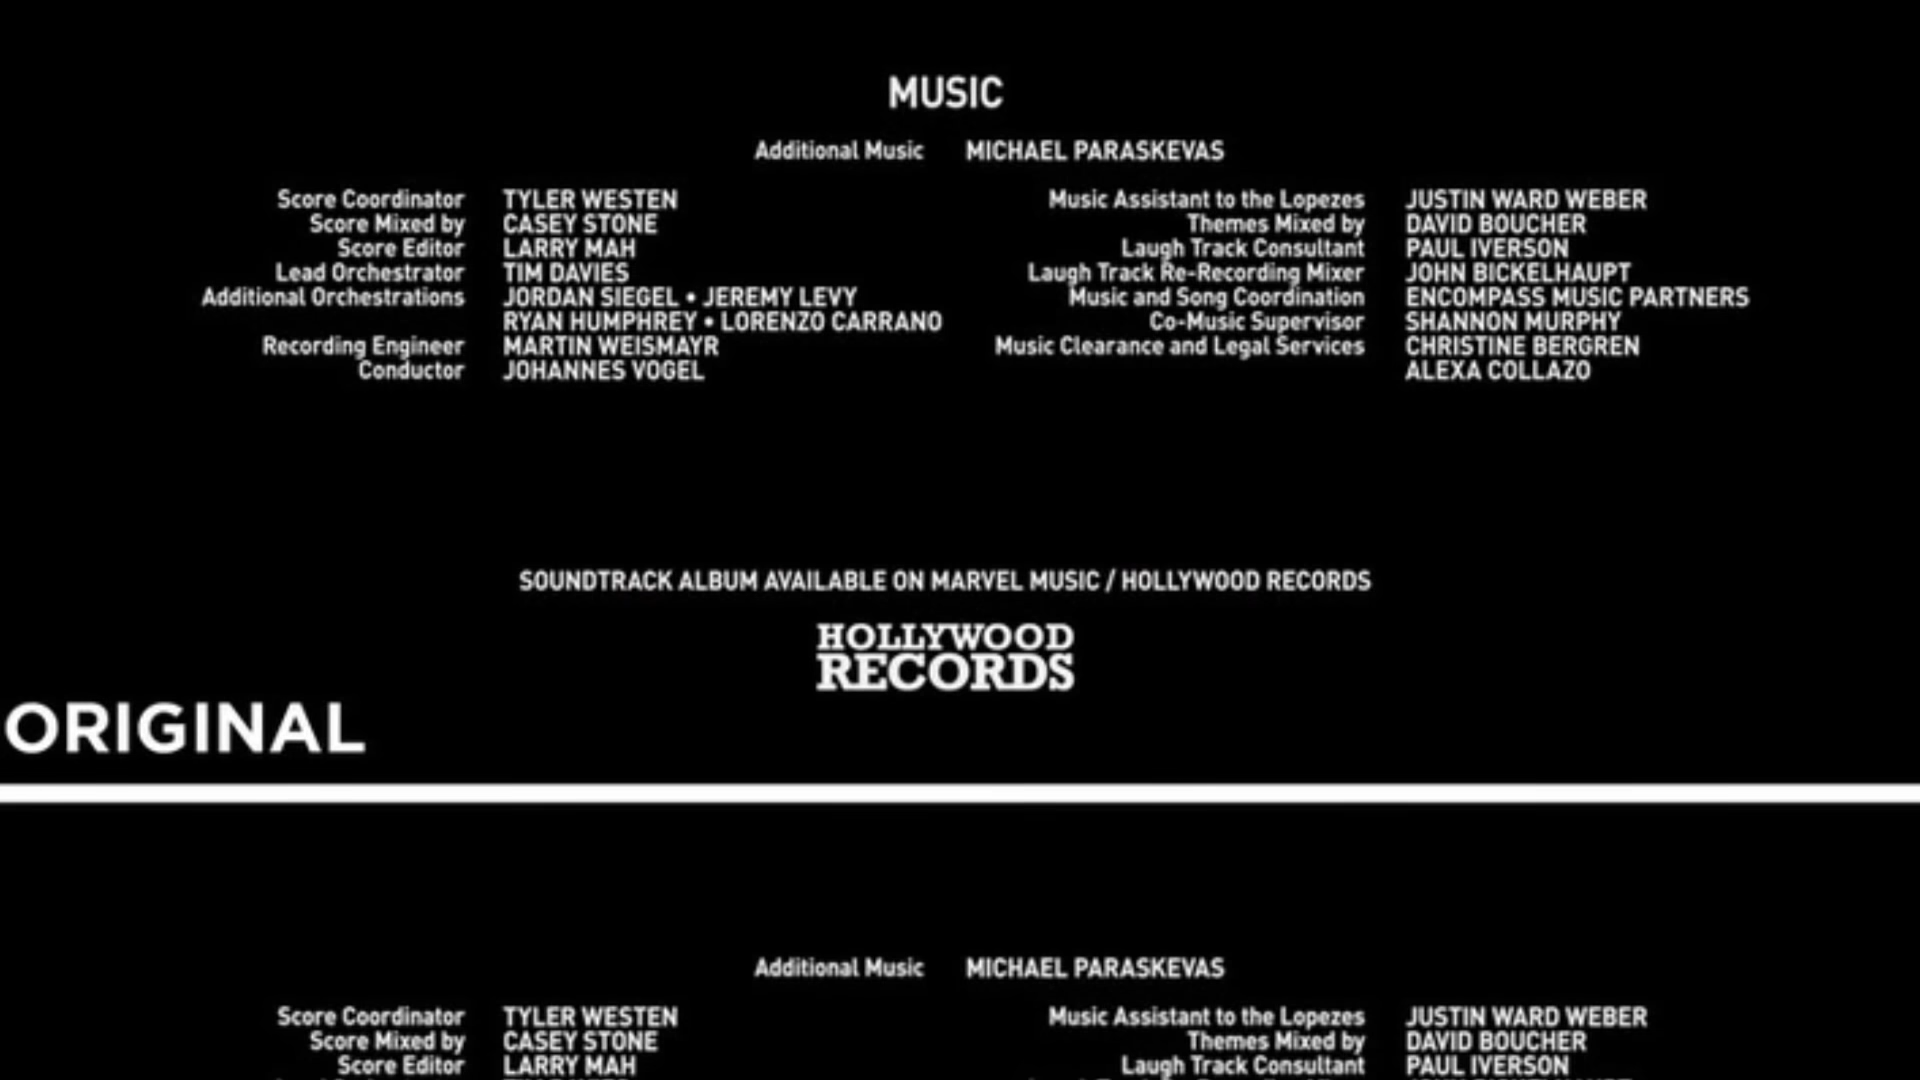 MUSIC
Additional Music MICHAEL PARASKEVAS
Score Coordinator TYLER WESTEN
Score Mixed by CASEY STONE
Score Editor LARRY MAH
Lead Orchestrator TIM DAVIES
Additional Orchestrations JORDAN SIEGEL • JEREMY LEVY
RYAN HUMPHREY • LORENZO CARRANO
Recording Engineer MARTIN WEISMAYR
Conductor JOHANNES VOGEL
Music Assistant to the Lopezes JUSTIN WARD WEBER
Themes Mixed by DAVID BOUCHER
Laugh Track Consultant PAUL IVERSON
Laugh Track Re-Recording Mixer JOHN BICKELHAUPT
Music and Song Coordination ENCOMPASS MUSIC PARTNERS
Co-Music Supervisor SHANNON MURPHY
Music Clearance and Legal Services CHRISTINE BERGREN
ALEXA COLLAZO
SOUNDTRACK ALBUM AVAILABLE ON MARVEL MUSIC / HOLLYWOOD RECORDS
HOLLYWOOD
RECORDS
ORIGINAL
Additional Music MICHAEL PARASKEVAS
Score Coordinator TYLER WESTEN
Score Mixed by CASEY STONE
Score Editor LARRY MAH
Music Assistant to the Lopezes JUSTIN WARD WEBER
Themes Mixed by DAVID BOUCHER
Laugh Track Consultant PAUL IVERSON